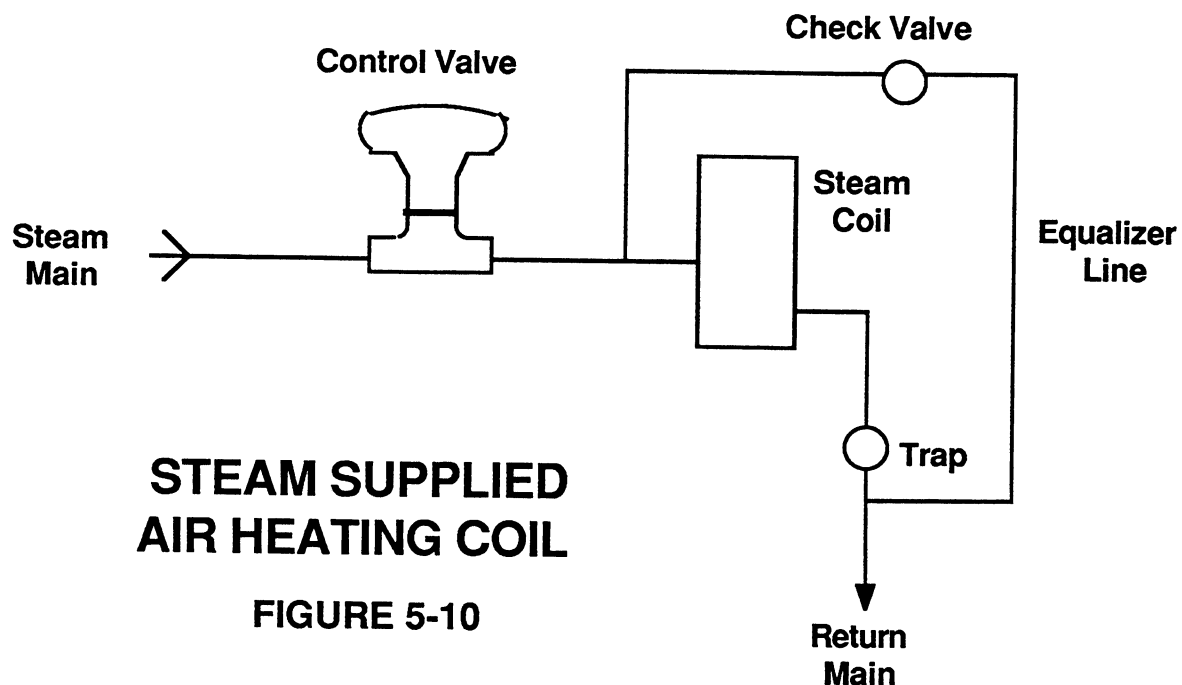 Check Valve
Control Valve
Steam
Coil
Steam
Main
Equalizer
Line
Trap
STEAM SUPPLIED
AIR HEATING COIL
FIGURE 5-10
Return
Main